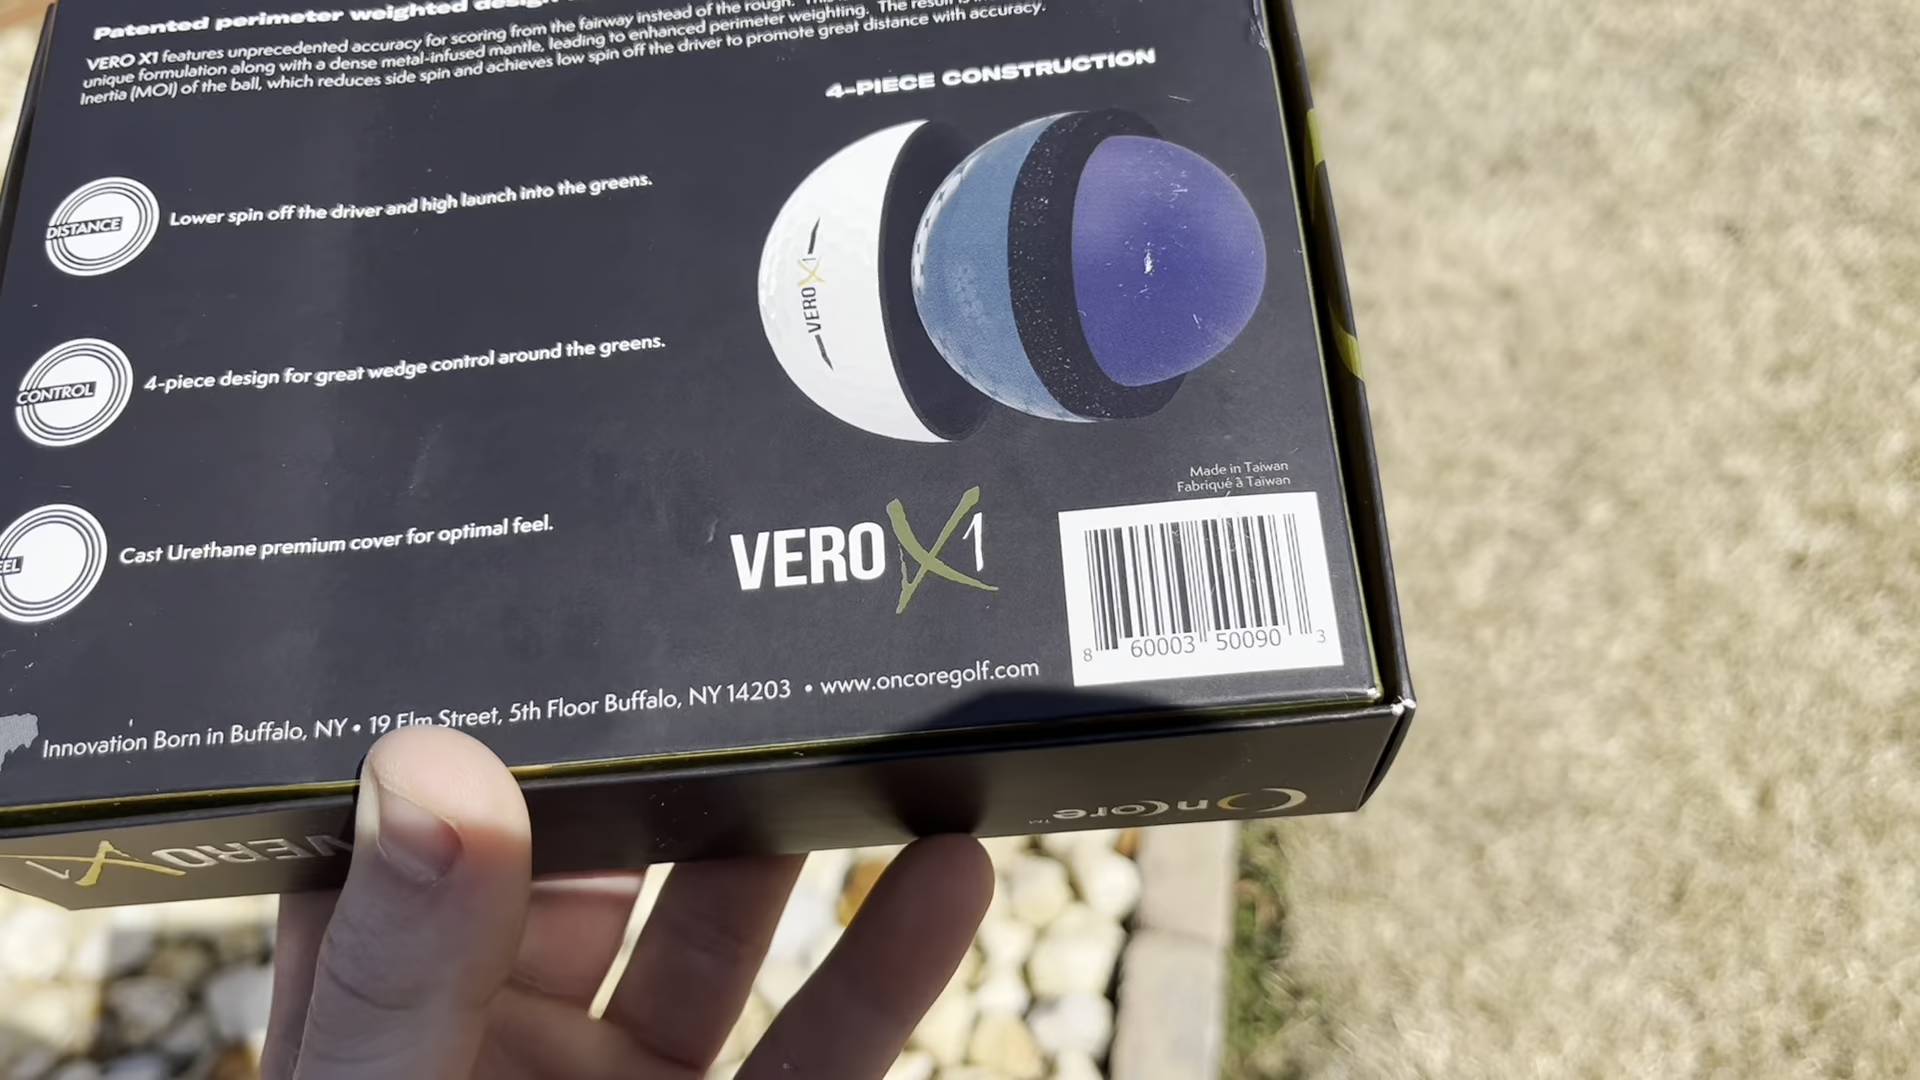 Patented perimeter weighted design
VERO X1 features unprecedented accuracy for scoring from the fairway instead of the rough.
unique formulation along with a dense metal-infused mantle, leading to enhanced perimeter weighting. The result is
Inertia (MOI) of the ball, which reduces side spin and achieves low spin off the driver to promote great distance with accuracy.
4-PIECE CONSTRUCTION
DISTANCE
Lower spin off the driver and high launch into the greens.
VERO X1
CONTROL
4-piece design for great wedge control around the greens.
Made in Taiwan
Fabriqué à Taïwan
EEL
Cast Urethane premium cover for optimal feel.
VERO X1
8 60003 50090 3
Innovation Born in Buffalo, NY • 19 Elm Street, 5th Floor Buffalo, NY 14203 • www.oncoregolf.com
OnCore™
VERO X1